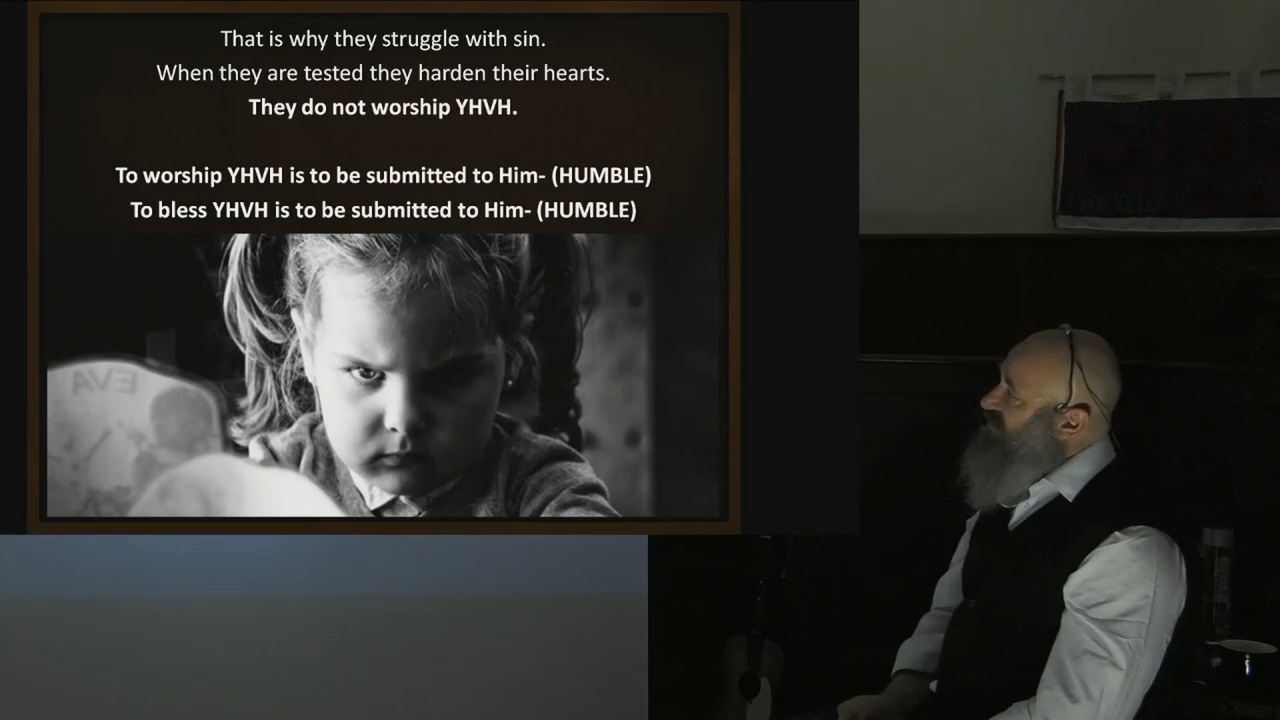 That is why they struggle with sin.
When they are tested they harden their hearts.
They do not worship YHVH.
To worship YHVH is to be submitted to Him- (HUMBLE)
To bless YHVH is to be submitted to Him- (HUMBLE)
EVA